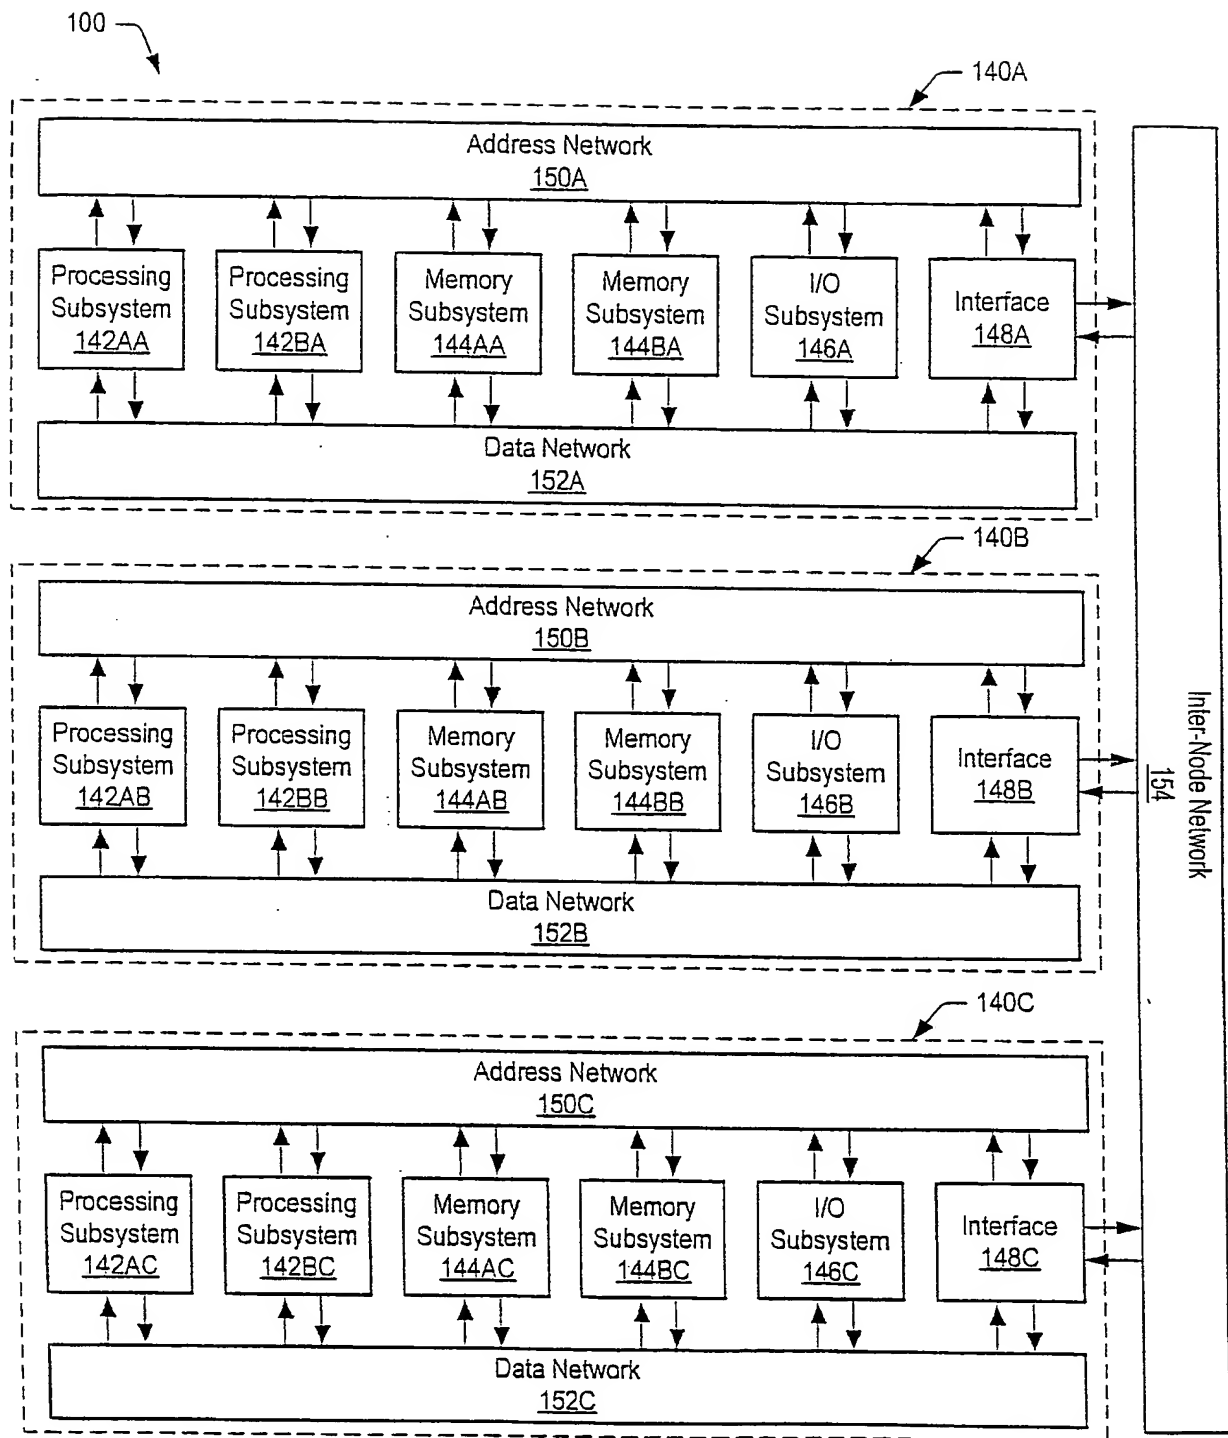 100
140A
Address Network
150A
Processing
Subsystem
142AA
Processing
Subsystem
142BA
Memory
Subsystem
144AA
Memory
Subsystem
144BA
I/O
Subsystem
146A
Interface
148A
Data Network
152A
140B
Address Network
150B
Processing
Subsystem
142AB
Processing
Subsystem
142BB
Memory
Subsystem
144AB
Memory
Subsystem
144BB
I/O
Subsystem
146B
Interface
148B
Data Network
152B
140C
Address Network
150C
Processing
Subsystem
142AC
Processing
Subsystem
142BC
Memory
Subsystem
144AC
Memory
Subsystem
144BC
I/O
Subsystem
146C
Interface
148C
Data Network
152C
Inter-Node Network
154